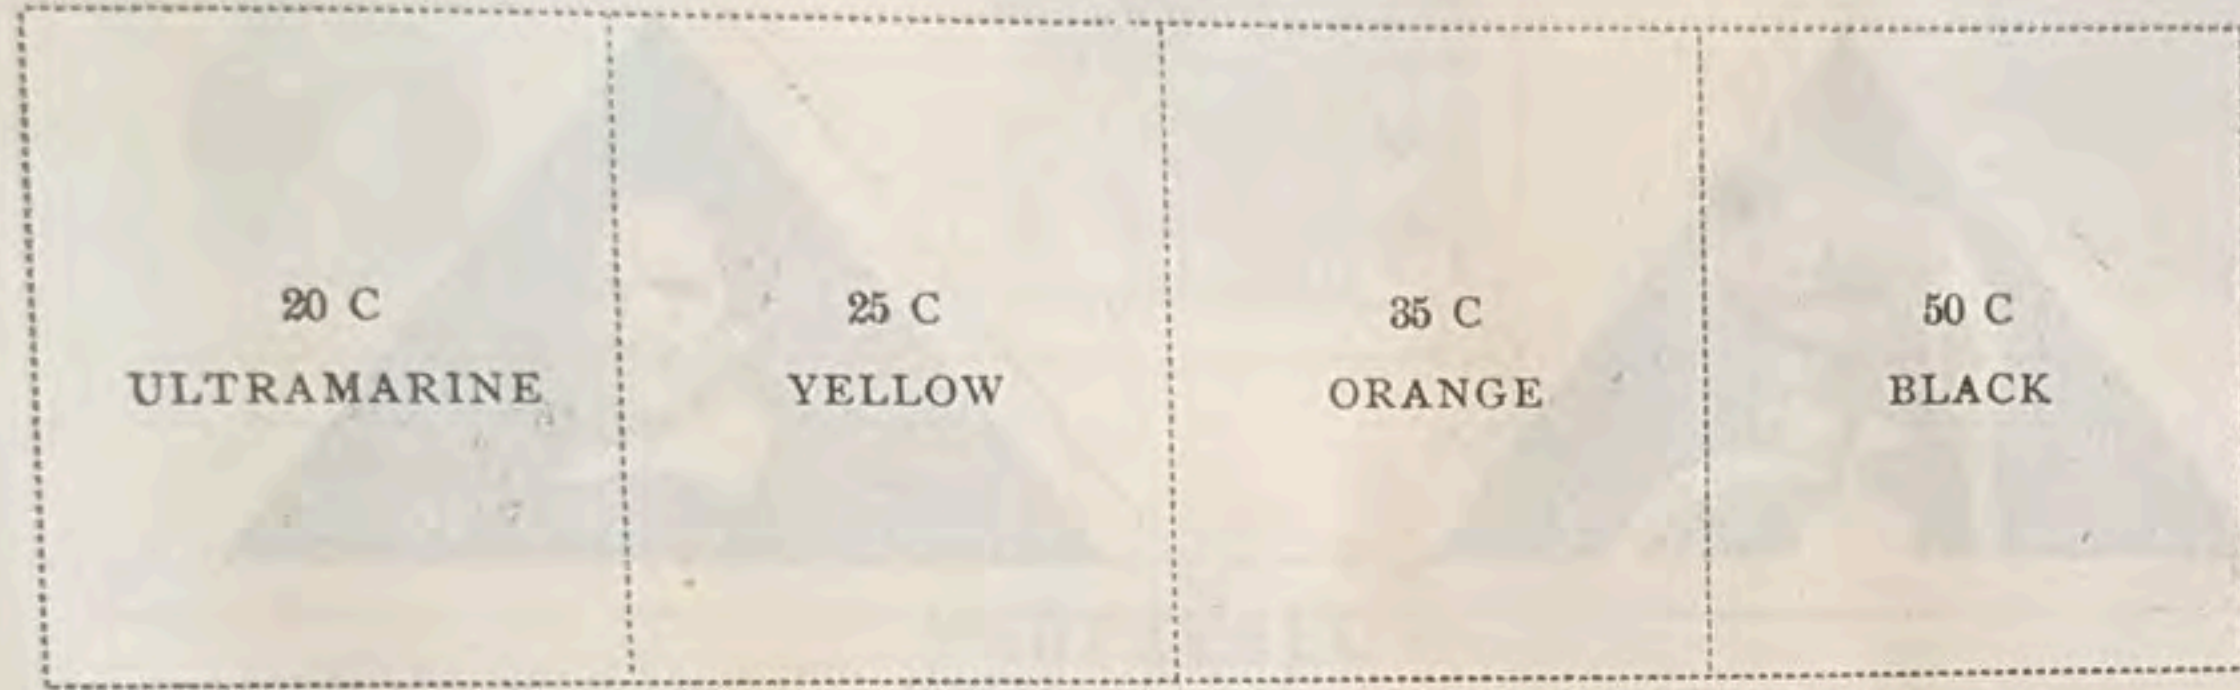 20 C
ULTRAMARINE
25 C
YELLOW
35 C
ORANGE
50 C
BLACK